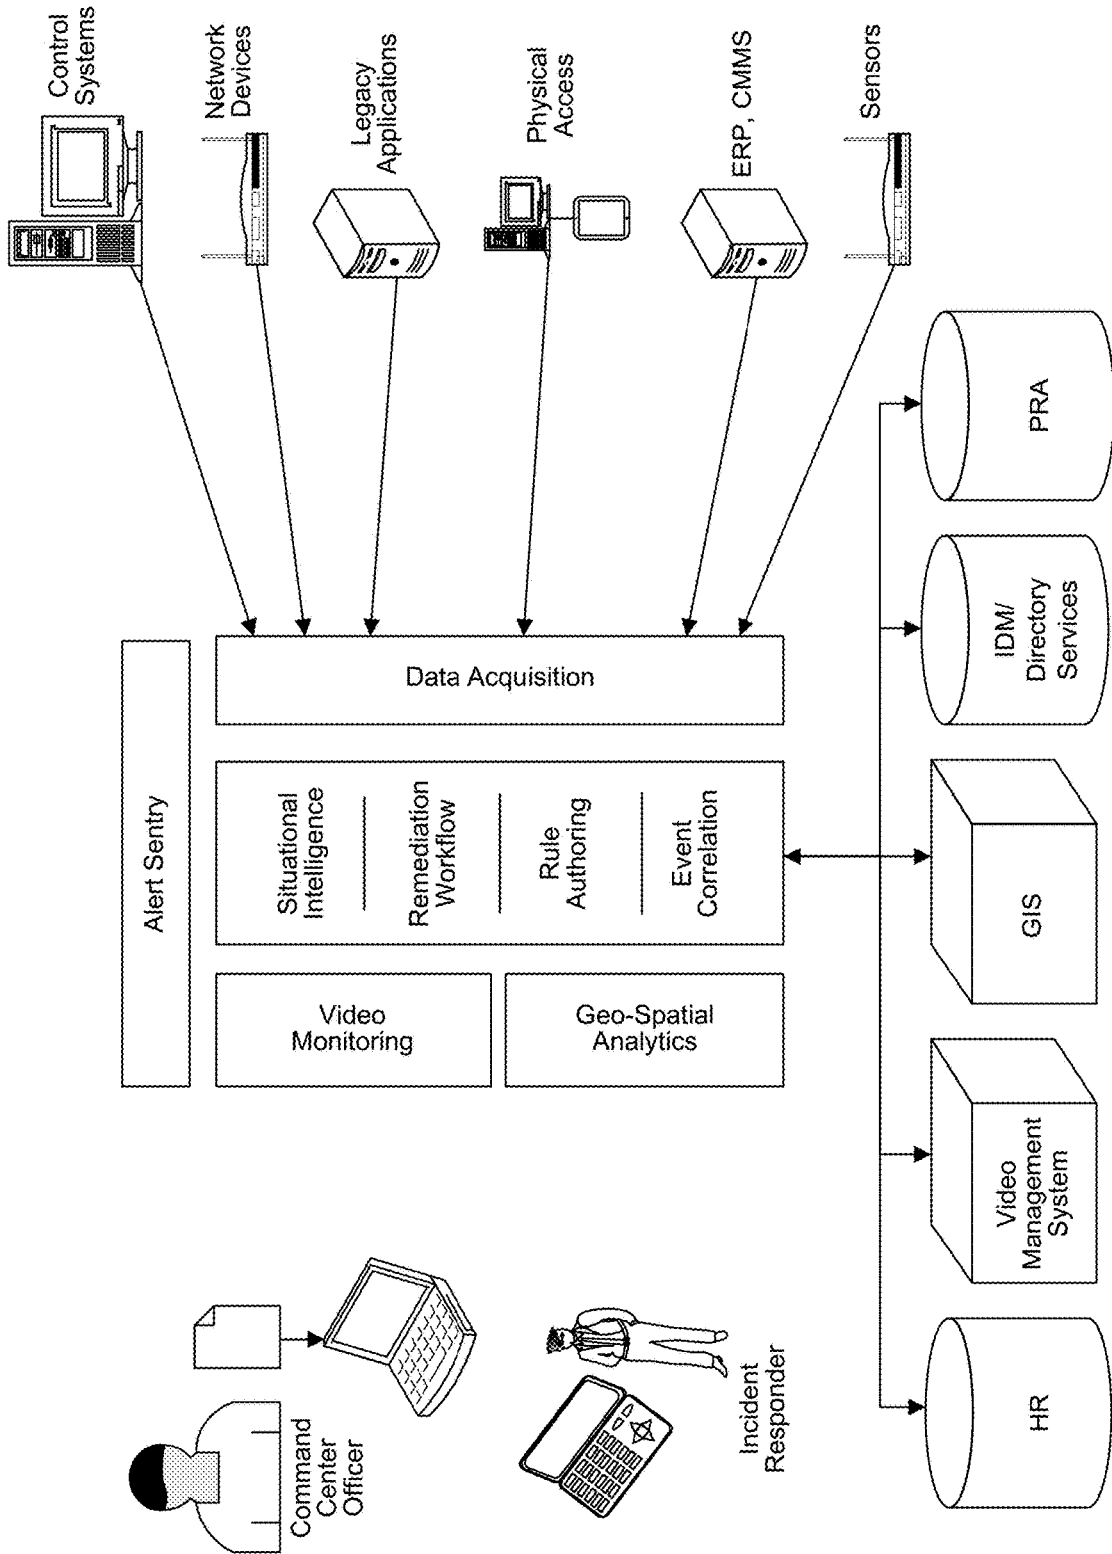 Command
Center
Officer
Incident
Responder
Alert Sentry
Video
Monitoring
Geo-Spatial
Analytics
Situational
Intelligence
Remediation
Workflow
Rule
Authoring
Event
Correlation
Data Acquisition
Control
Systems
Network
Devices
Legacy
Applications
Physical
Access
ERP, CMMS
Sensors
HR
Video
Management
System
GIS
IDM/
Directory
Services
PRA